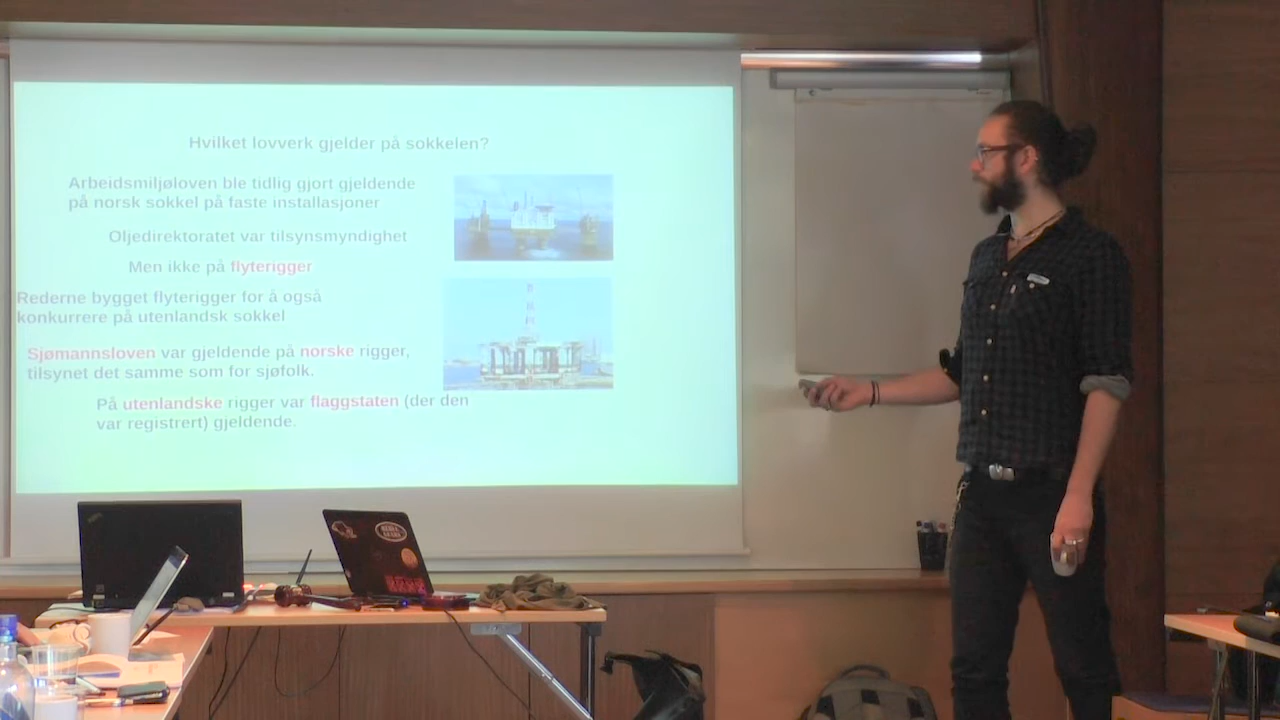 Hvilket lovverk gjelder på sokkelen?
Arbeidsmiljøloven ble tidlig gjort gjeldende
på norsk sokkel på faste installasjoner
Oljedirektoratet var tilsynsmyndighet
Men ikke på flyterigger
Rederne bygget flyterigger for å også
konkurrere på utenlandsk sokkel
Sjømannsloven var gjeldende på norske rigger,
tilsynet det samme som for sjøfolk.
På utenlandske rigger var flaggstaten (der den
var registrert) gjeldende.